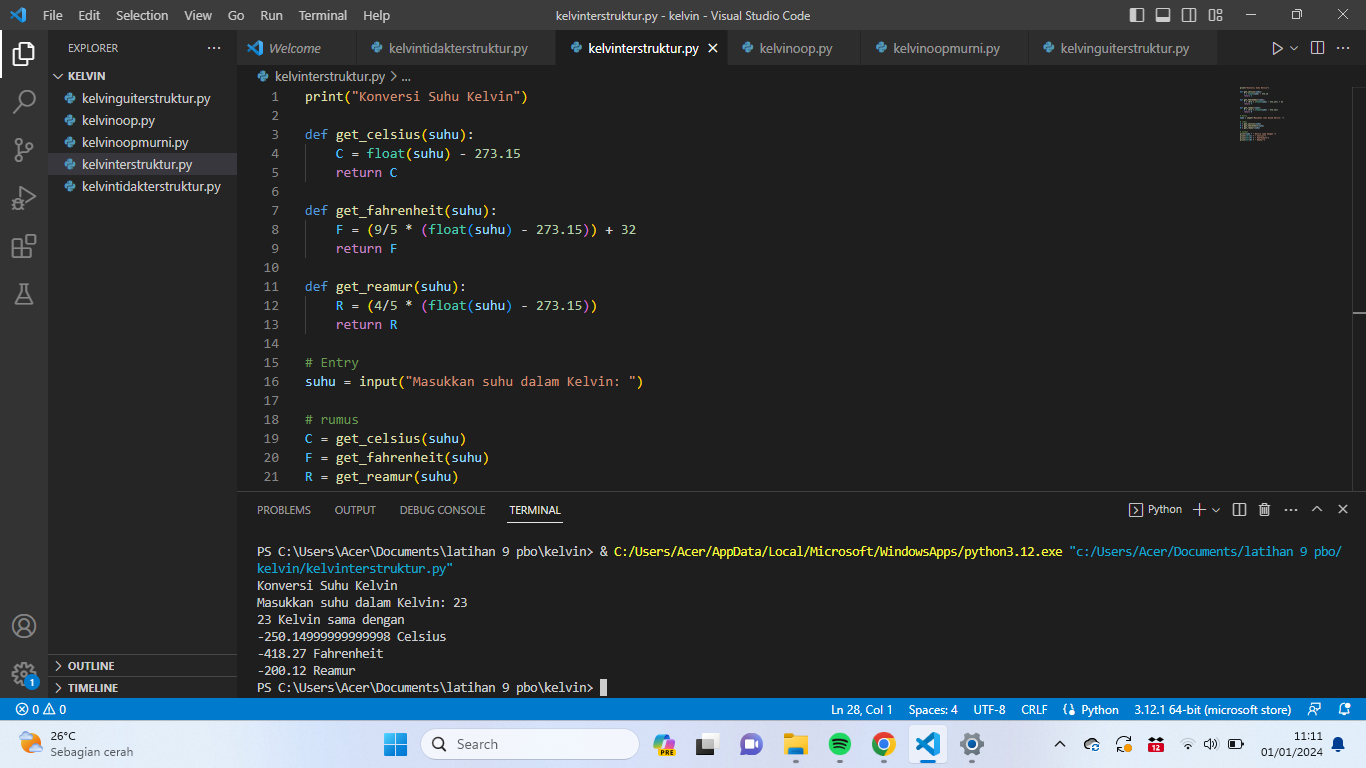 File Edit Selection View Go Run Terminal Help
kelvinterstruktur.py - kelvin - Visual Studio Code
EXPLORER
KELVIN
kelvinguiterstruktur.py
kelvinoop.py
kelvinoopmurni.py
kelvinterstruktur.py
kelvintidakterstruktur.py
OUTLINE
TIMELINE
Welcome kelvintidakterstruktur.py kelvinterstruktur.py kelvinoop.py kelvinoopmurni.py kelvinguiterstruktur.py
kelvinterstruktur.py > ...
1 print("Konversi Suhu Kelvin")
2
3 def get_celsius(suhu):
4 C = float(suhu) - 273.15
5 return C
6
7 def get_fahrenheit(suhu):
8 F = (9/5 * (float(suhu) - 273.15)) + 32
9 return F
10
11 def get_reamur(suhu):
12 R = (4/5 * (float(suhu) - 273.15))
13 return R
14
15 # Entry
16 suhu = input("Masukkan suhu dalam Kelvin: ")
17
18 # rumus
19 C = get_celsius(suhu)
20 F = get_fahrenheit(suhu)
21 R = get_reamur(suhu)
PROBLEMS OUTPUT DEBUG CONSOLE TERMINAL
Python
PS C:\Users\Acer\Documents\latihan 9 pbo\kelvin> & C:/Users/Acer/AppData/Local/Microsoft/WindowsApps/python3.12.exe "c:/Users/Acer/Documents/latihan 9 pbo/
kelvin/kelvinterstruktur.py"
Konversi Suhu Kelvin
Masukkan suhu dalam Kelvin: 23
23 Kelvin sama dengan
-250.14999999999998 Celsius
-418.27 Fahrenheit
-200.12 Reamur
PS C:\Users\Acer\Documents\latihan 9 pbo\kelvin>
1
0 0
Ln 28, Col 1 Spaces: 4 UTF-8 CRLF Python 3.12.1 64-bit (microsoft store)
26°C
Sebagian cerah
Search
PRE
12
11:11
01/01/2024